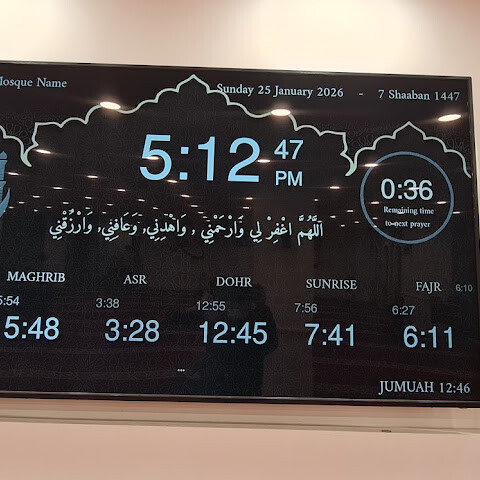 Mosque Name
Sunday 25 January 2026 - 7 Shaaban 1447
5:12 47 PM
0:36
Remaining time
to next prayer
اللَّهُمَّ اغْفِرْ لِي وَارْحَمْنِي , وَاهْدِنِي, وَعَافِنِي, وَارْزُقْنِي
MAGHRIB ASR DOHR SUNRISE FAJR 6:10
5:54 3:38 12:55 7:56 6:27
5:48 3:28 12:45 7:41 6:11
...
JUMUAH 12:46